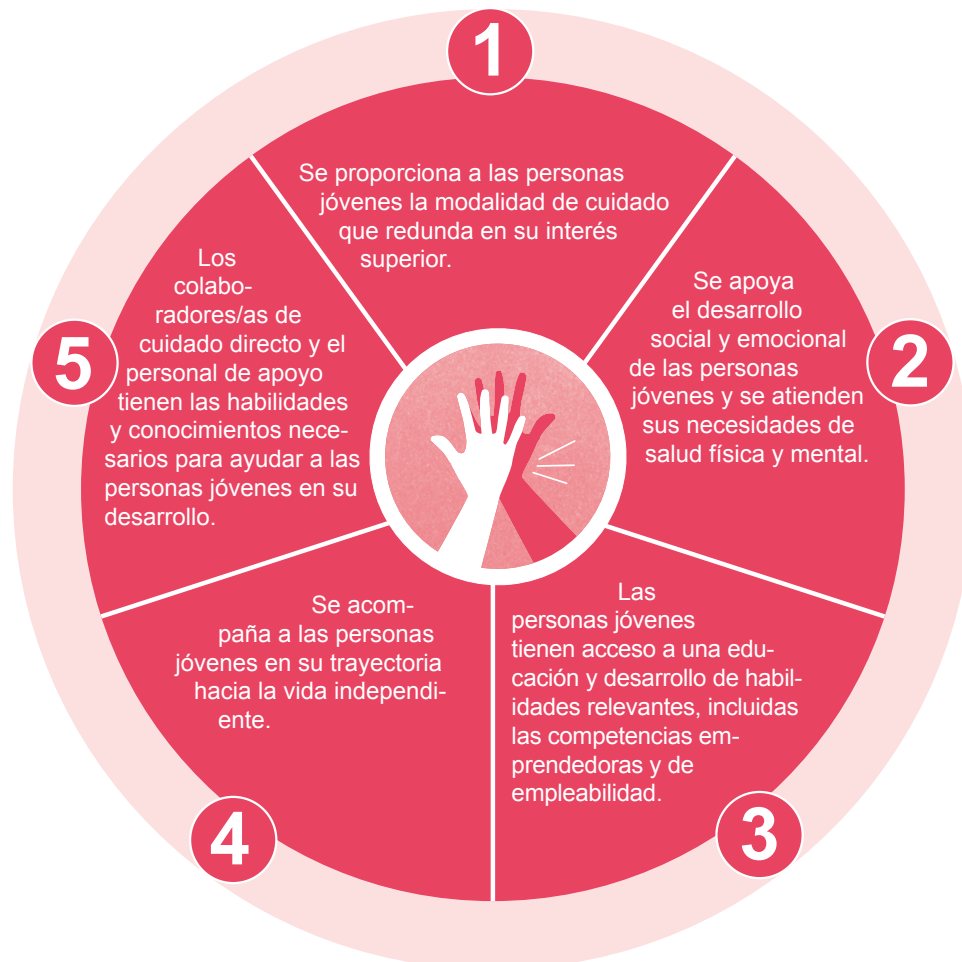 1
Se proporciona a las personas
jóvenes la modalidad de cuidado
que redunda en su interés
superior.
2
Se apoya
el desarrollo
social y emocional
de las personas
jóvenes y se atienden
sus necesidades de
salud física y mental.
3
Las
personas jóvenes
tienen acceso a una edu-
cación y desarrollo de habil-
idades relevantes, incluidas
las competencias em-
prendedoras y de
empleabilidad.
4
Se acom-
paña a las personas
jóvenes en su trayectoria
hacia la vida independi-
ente.
5
Los
colabo-
radores/as de
cuidado directo y el
personal de apoyo
tienen las habilidades
y conocimientos nece-
sarios para ayudar a las
personas jóvenes en su
desarrollo.